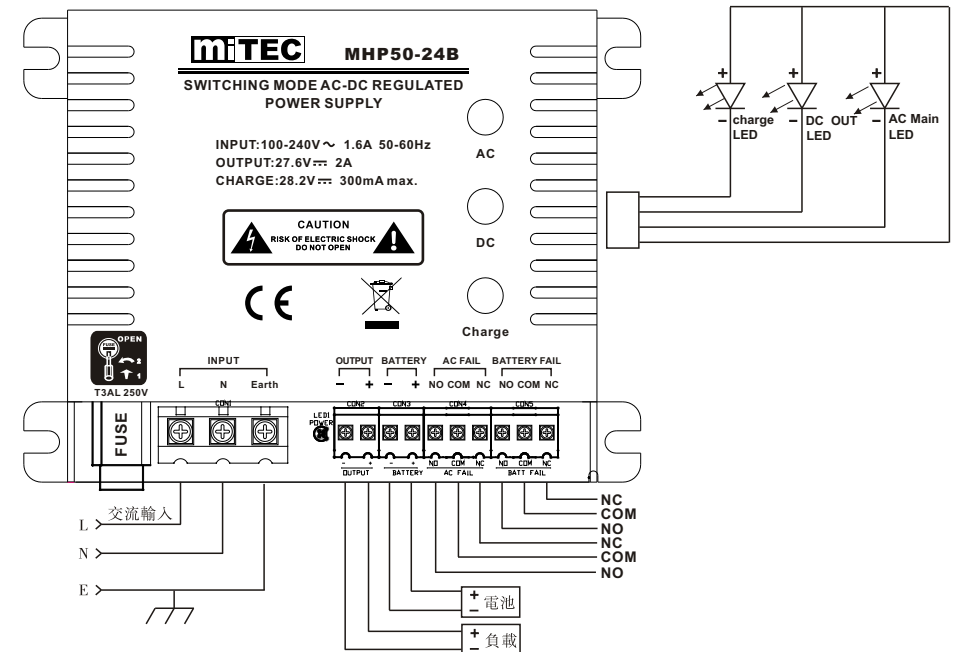 miTEC MHP50-24B
SWITCHING MODE AC-DC REGULATED
POWER SUPPLY
INPUT:100-240V～ 1.6A 50-60Hz
OUTPUT:27.6V⎓ 2A
CHARGE:28.2V⎓ 300mA max.
CAUTION
RISK OF ELECTRIC SHOCK
DO NOT OPEN
CE
AC
DC
Charge
+ + +
− charge
LED
− DC OUT
LED
− AC Main
LED
OPEN
FUSE
2
1
T3AL 250V
FUSE
INPUT
L N Earth
CON1
OUTPUT BATTERY AC FAIL BATTERY FAIL
− + − + NO COM NC NO COM NC
CON2 CON3 CON4 CON5
LED1
POWER
- + - + NO COM NC NO COM NC
OUTPUT BATTERY AC FAIL BATT FAIL
L 交流輸入
N
E
NC
COM
NO
NC
COM
NO
+
− 電池
+
− 負載